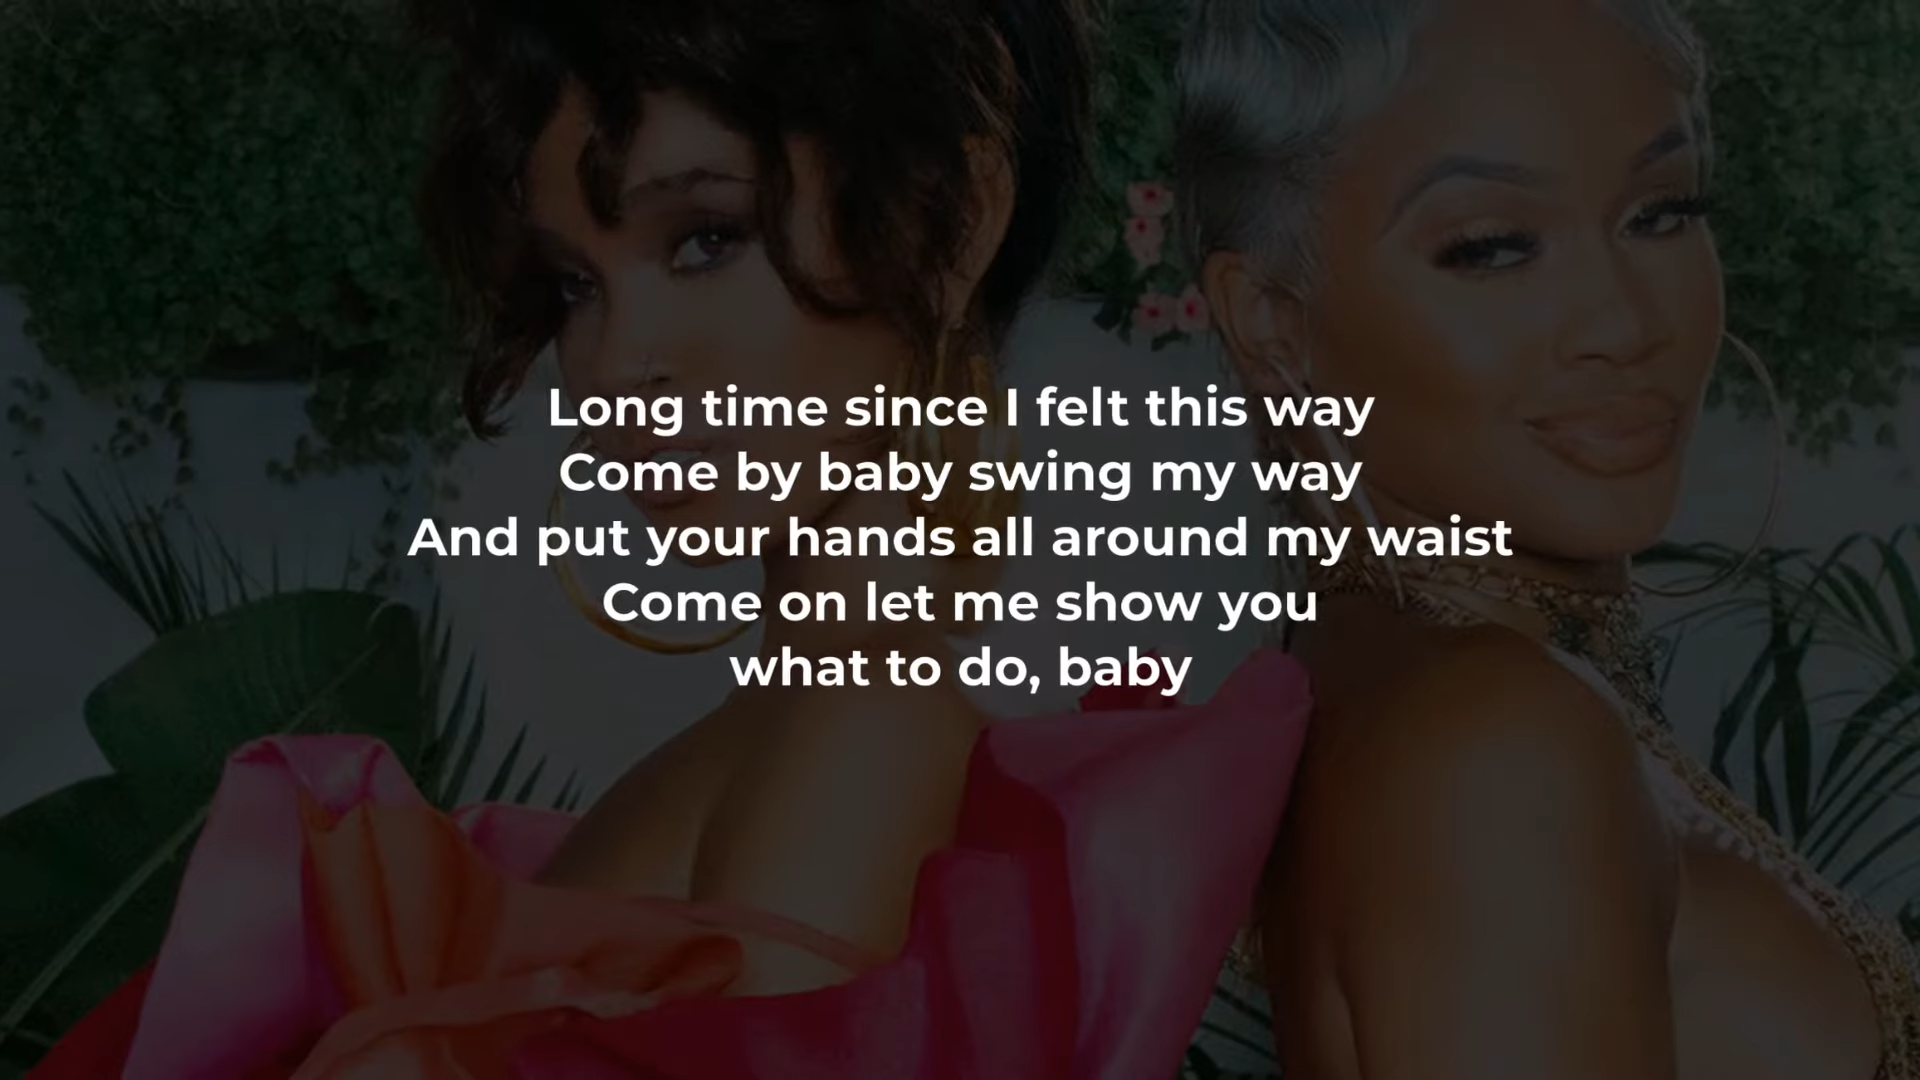 Long time since I felt this way
Come by baby swing my way
And put your hands all around my waist
Come on let me show you
what to do, baby